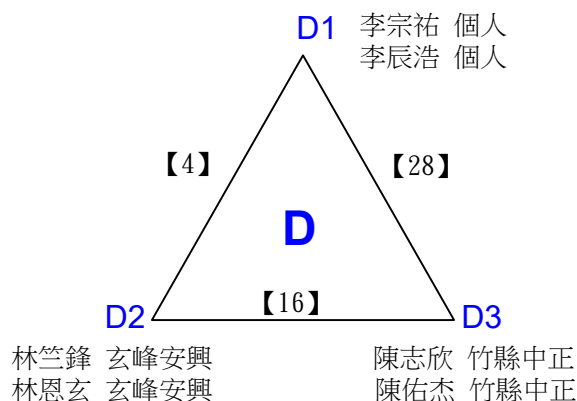 D1 李宗祐 個人
李辰浩 個人
【4】 【28】
D
【16】
D2 D3
林竺鋒 玄峰安興 陳志欣 竹縣中正
林恩玄 玄峰安興 陳佑杰 竹縣中正